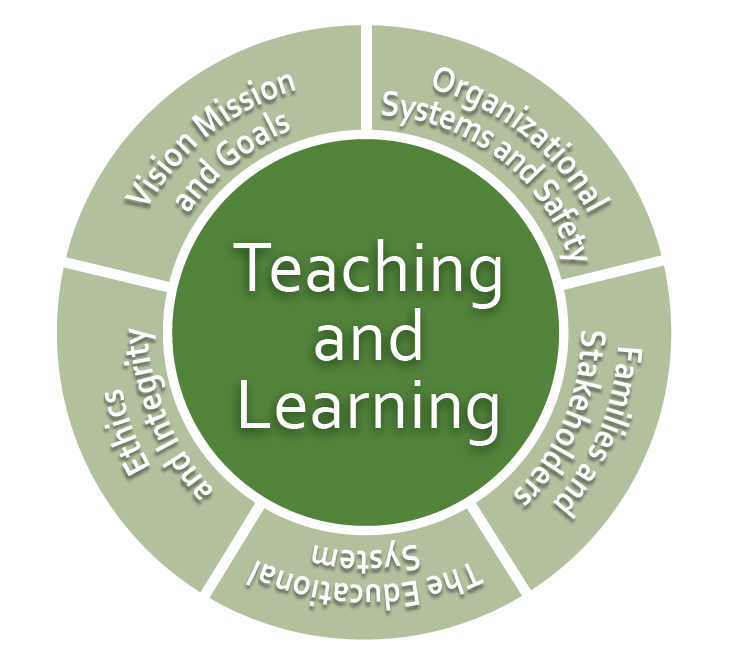 Teaching
and
Learning
Vision Mission
and Goals
Organizational
Systems and Safety
Families and
Stakeholders
The Educational
System
Ethics
and Integrity